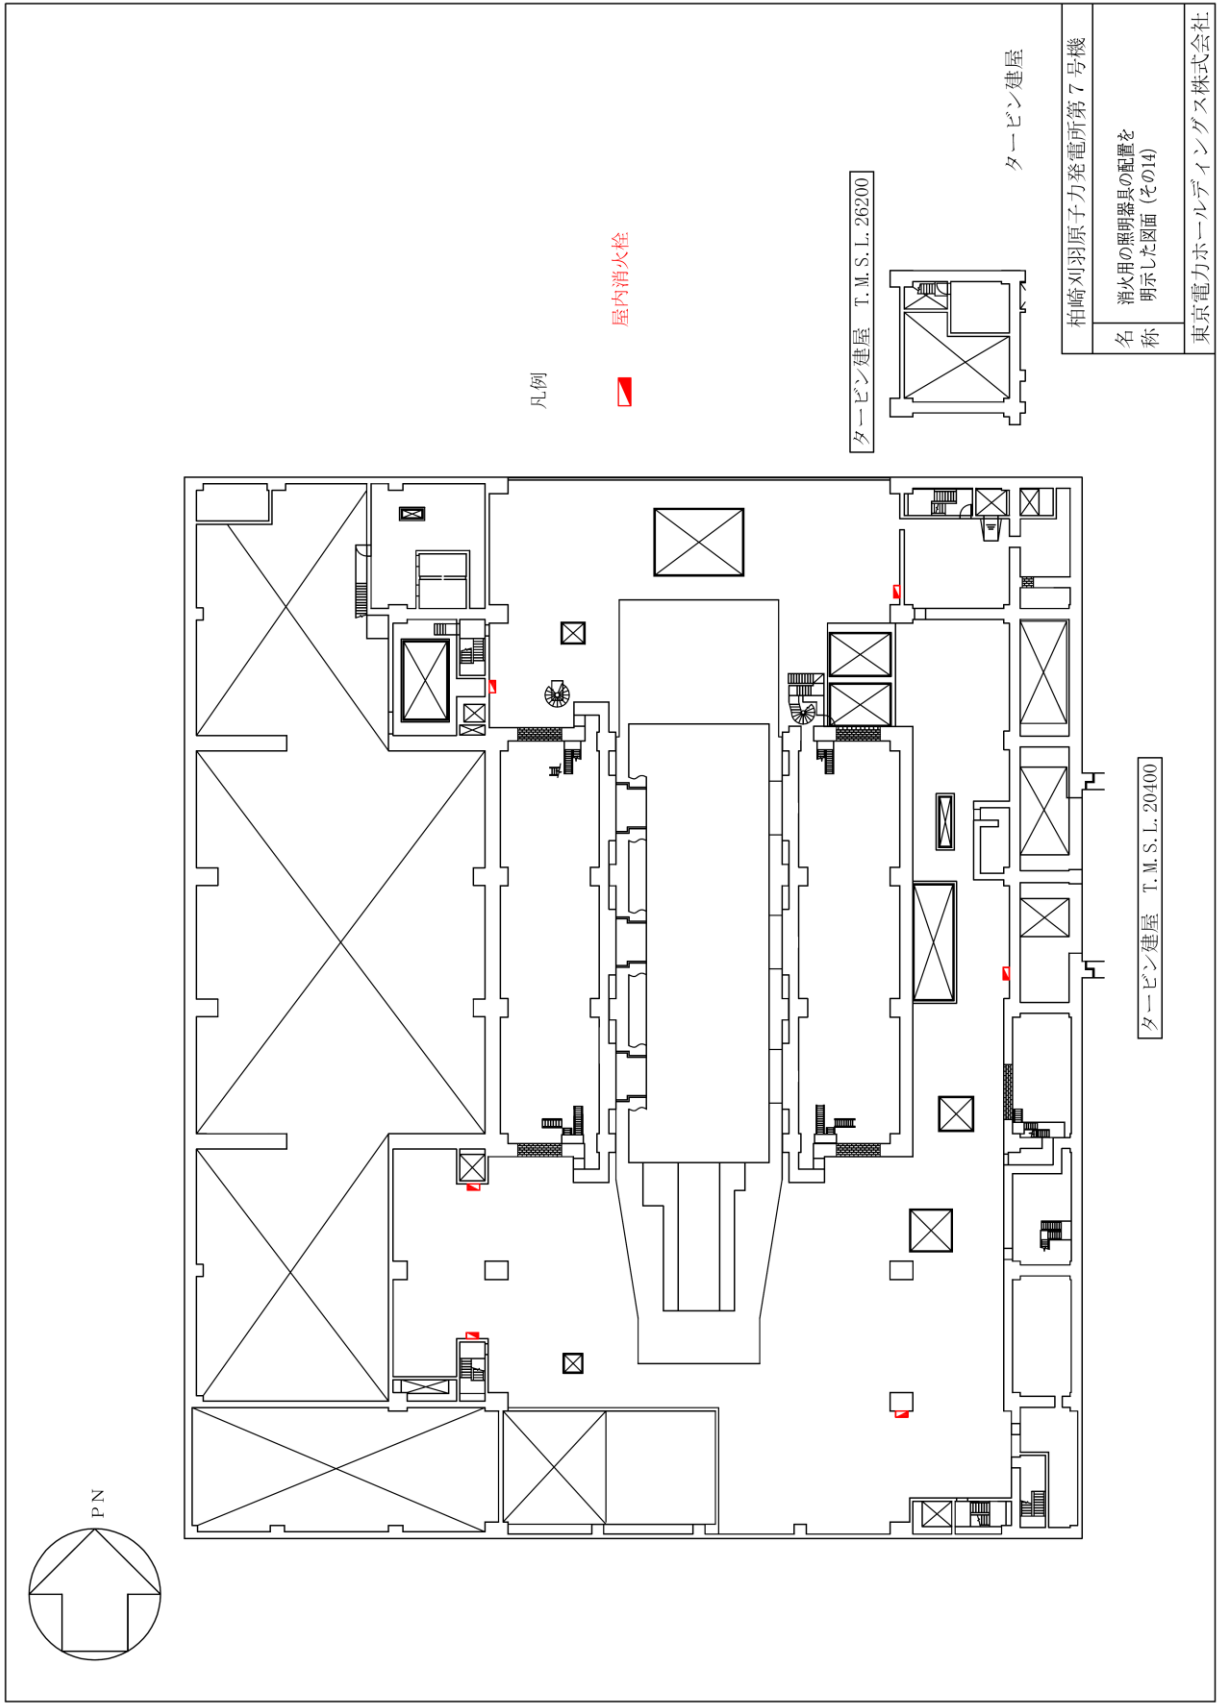 PN
凡例
屋内消火栓
タービン建屋　T.M.S.L. 26200
タービン建屋　T.M.S.L. 20400
タービン建屋
柏崎刈羽原子力発電所第７号機
名称
消火用の照明器具の配置を
明示した図面（その14）
東京電力ホールディングス株式会社